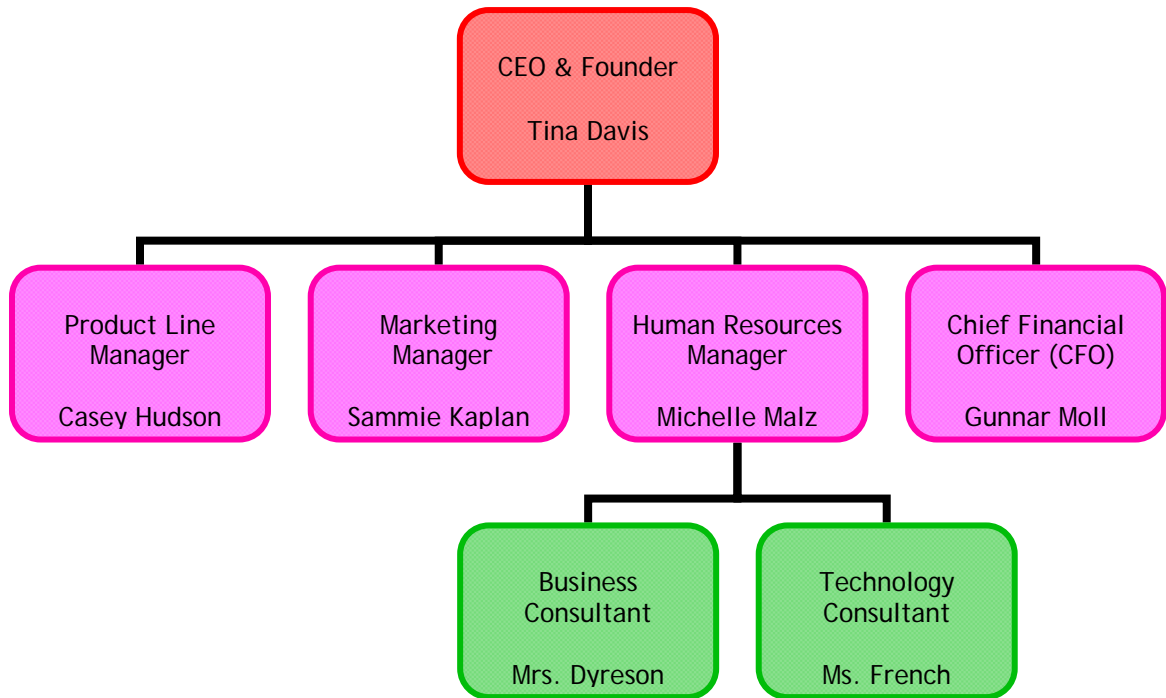 CEO & Founder
Tina Davis
Product Line
Manager
Casey Hudson
Marketing
Manager
Sammie Kaplan
Human Resources
Manager
Michelle Malz
Chief Financial
Officer (CFO)
Gunnar Moll
Business
Consultant
Mrs. Dyreson
Technology
Consultant
Ms. French